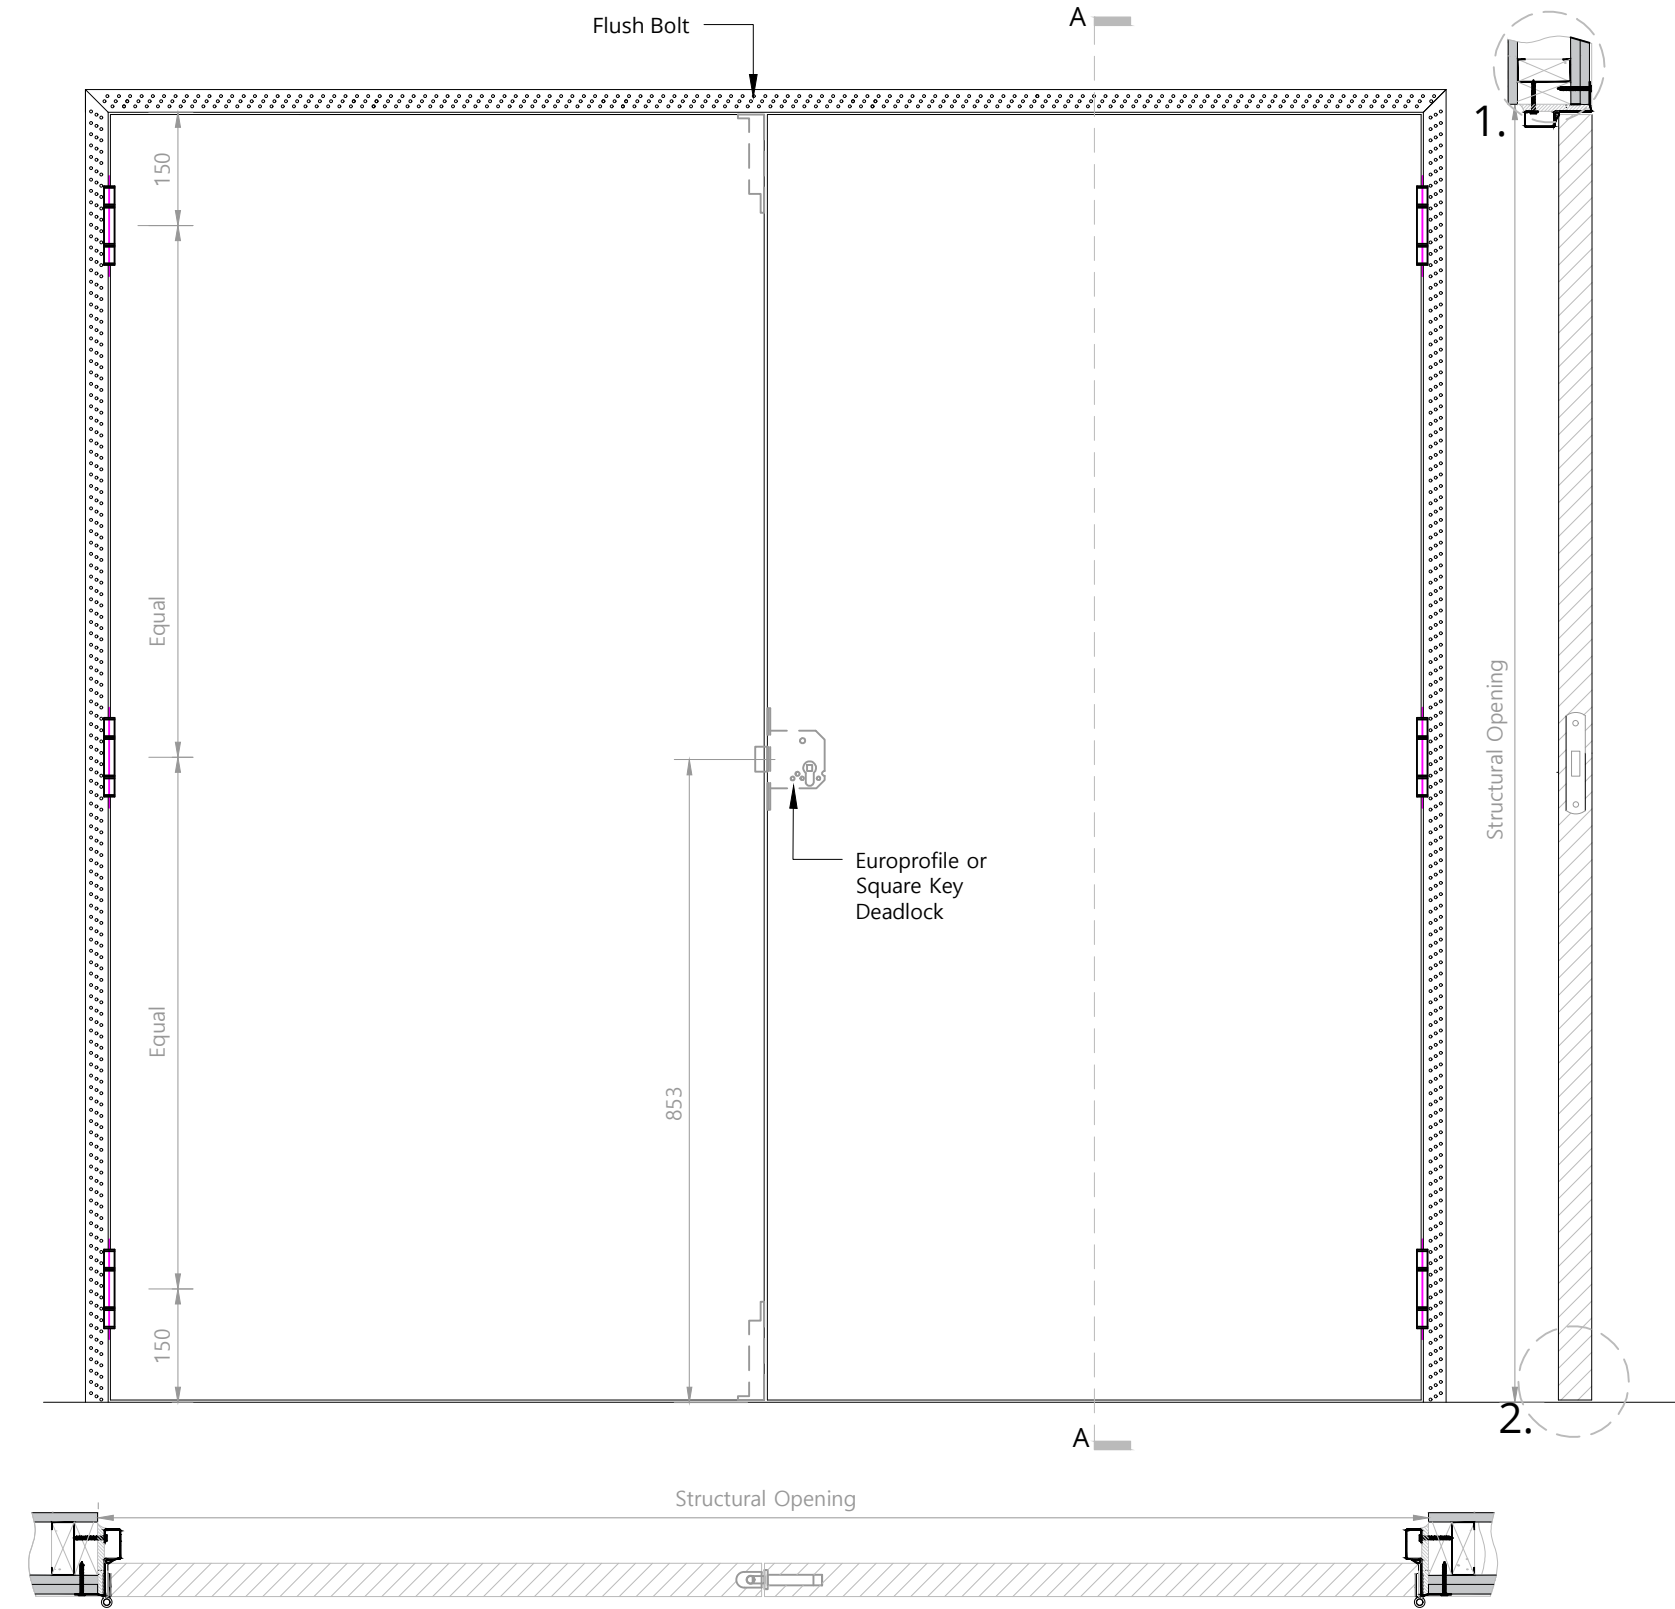 Flush Bolt
A
1.
150
Equal
Structural Opening
Europrofile or
Square Key
Deadlock
Equal
853
150
2.
A
Structural Opening